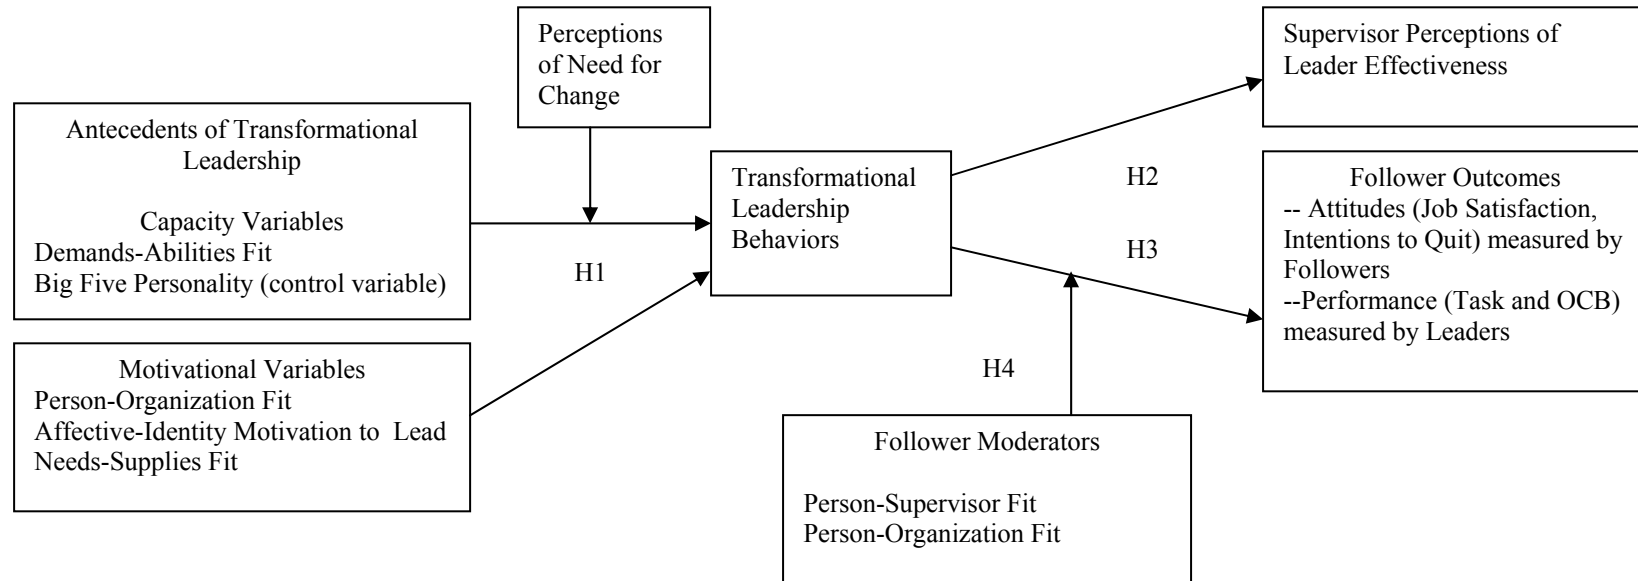 Perceptions
of Need for
Change
Supervisor Perceptions of
Leader Effectiveness
Antecedents of Transformational
Leadership
Capacity Variables
Demands-Abilities Fit
Big Five Personality (control variable)
H1
Transformational
Leadership
Behaviors
H2
H3
Follower Outcomes
-- Attitudes (Job Satisfaction,
Intentions to Quit) measured by
Followers
--Performance (Task and OCB)
measured by Leaders
Motivational Variables
Person-Organization Fit
Affective-Identity Motivation to Lead
Needs-Supplies Fit
H4
Follower Moderators
Person-Supervisor Fit
Person-Organization Fit